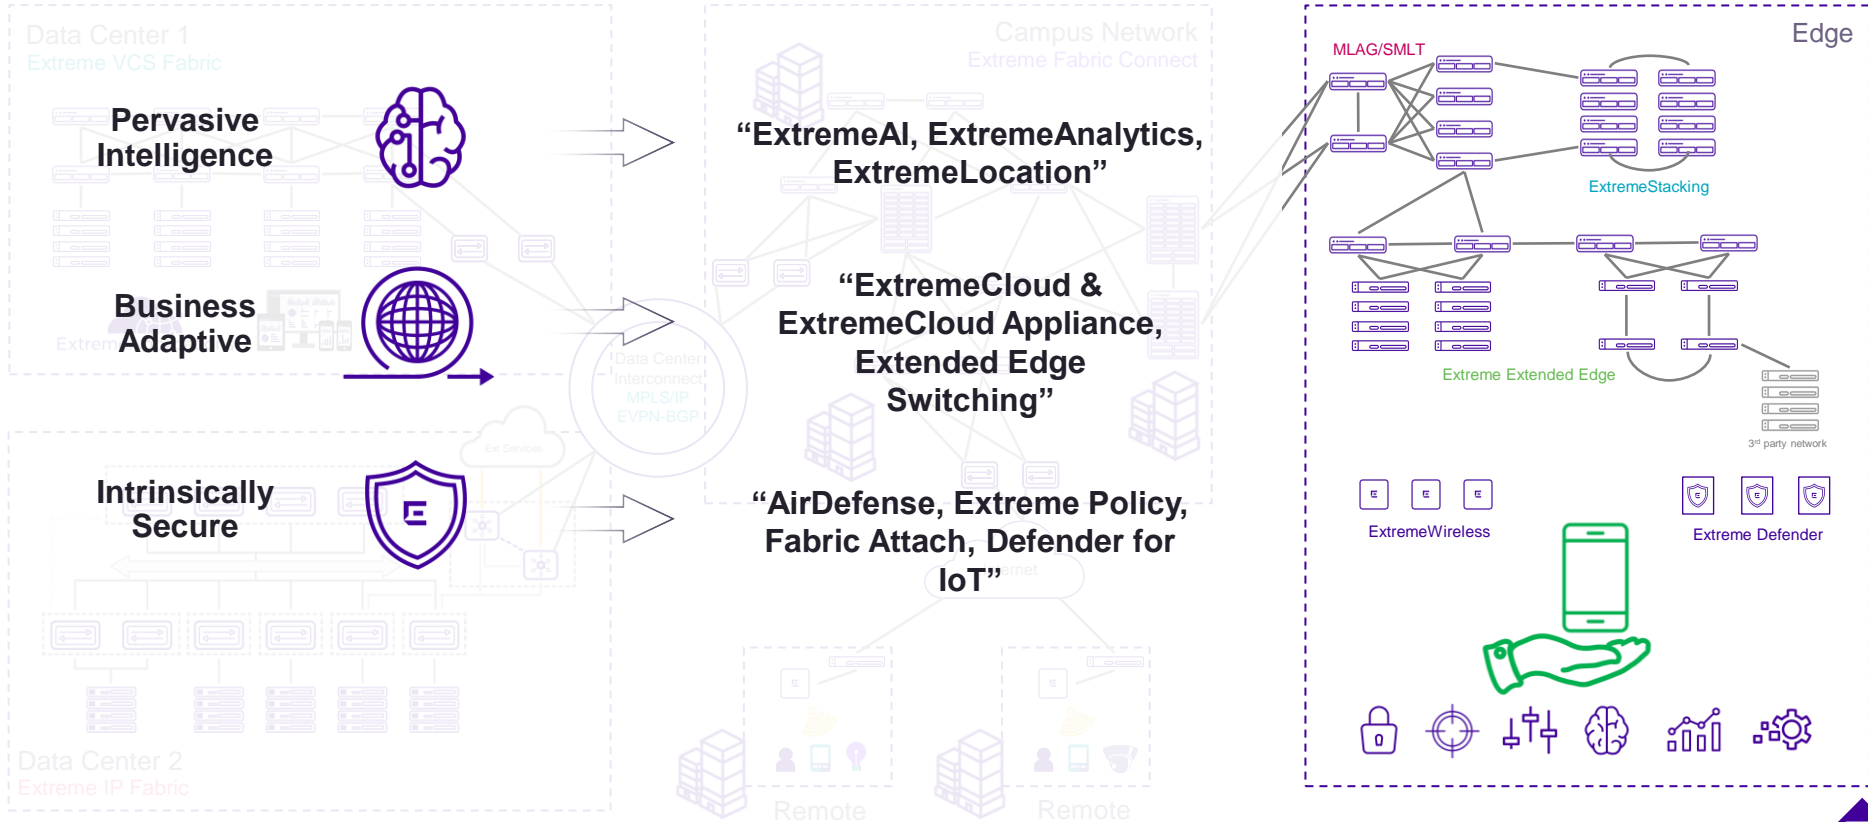 Data Center 1
Extreme VCS Fabric
Campus Network
Extreme Fabric Connect
Edge
MLAG/SMLT
ExtremeStacking
Extreme Extended Edge
3rd party network
ExtremeWireless
Extreme Defender
Pervasive
Intelligence
“ExtremeAI, ExtremeAnalytics,
ExtremeLocation”
Business
Adaptive
“ExtremeCloud &
ExtremeCloud Appliance,
Extended Edge
Switching”
Intrinsically
Secure
“AirDefense, Extreme Policy,
Fabric Attach, Defender for
IoT”
Data Center
Interconnect
MPLS/IP
EVPN-BGP
Ext Services
Data Center 2
Extreme IP Fabric
Remote
Remote